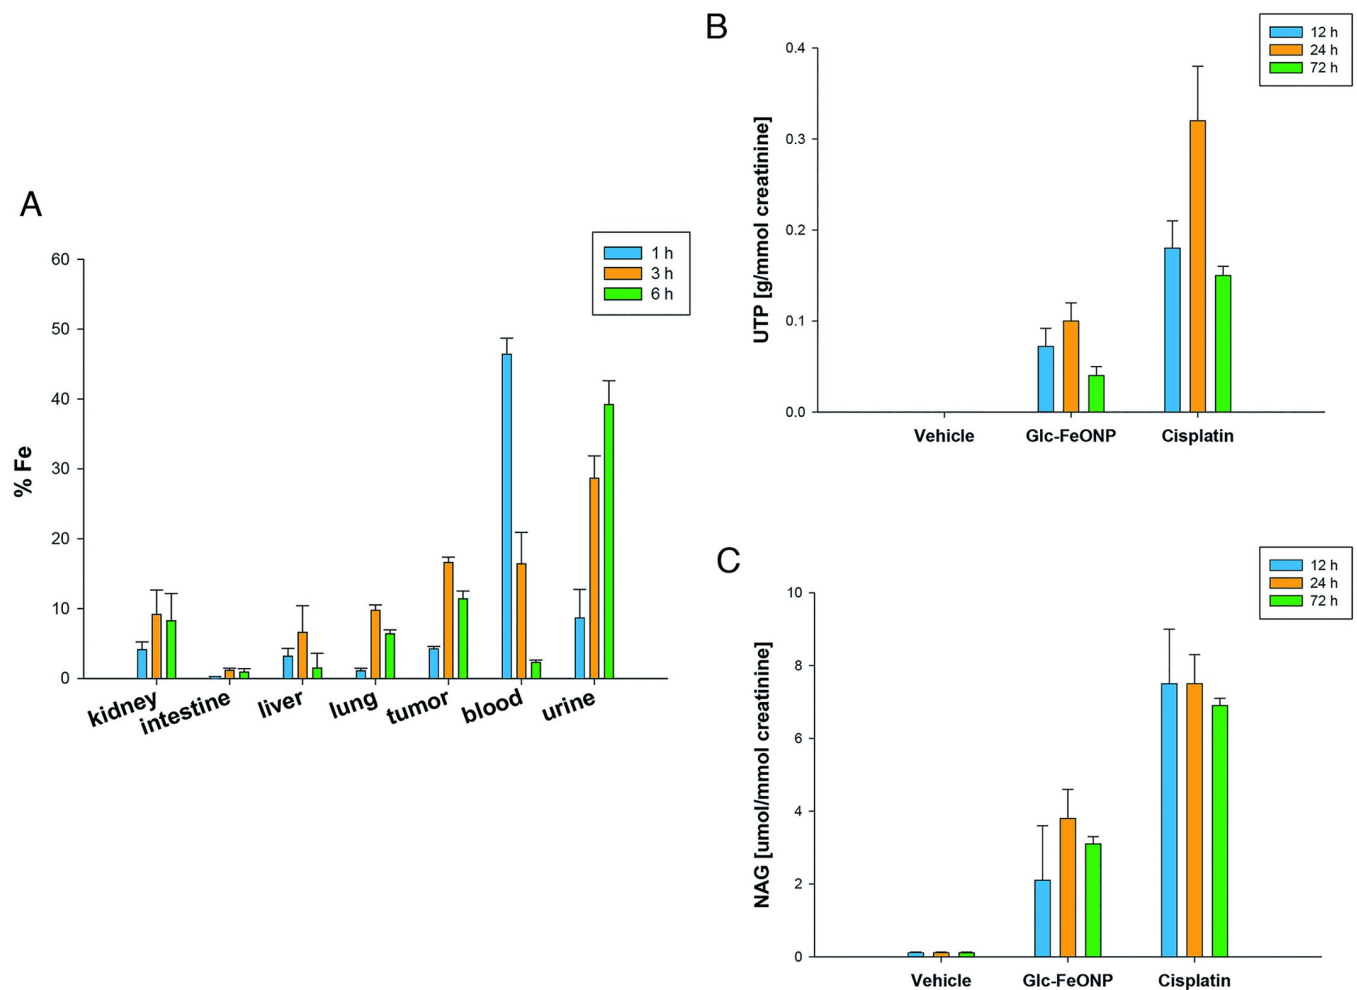 A
1 h
3 h
6 h
60
50
40
30
20
10
0
% Fe
kidney
intestine
liver
lung
tumor
blood
urine
B
12 h
24 h
72 h
0.4
0.3
0.2
0.1
0.0
UTP [g/mmol creatinine]
Vehicle
Glc-FeONP
Cisplatin
C
12 h
24 h
72 h
10
8
6
4
2
0
NAG [umol/mmol creatinine]
Vehicle
Glc-FeONP
Cisplatin